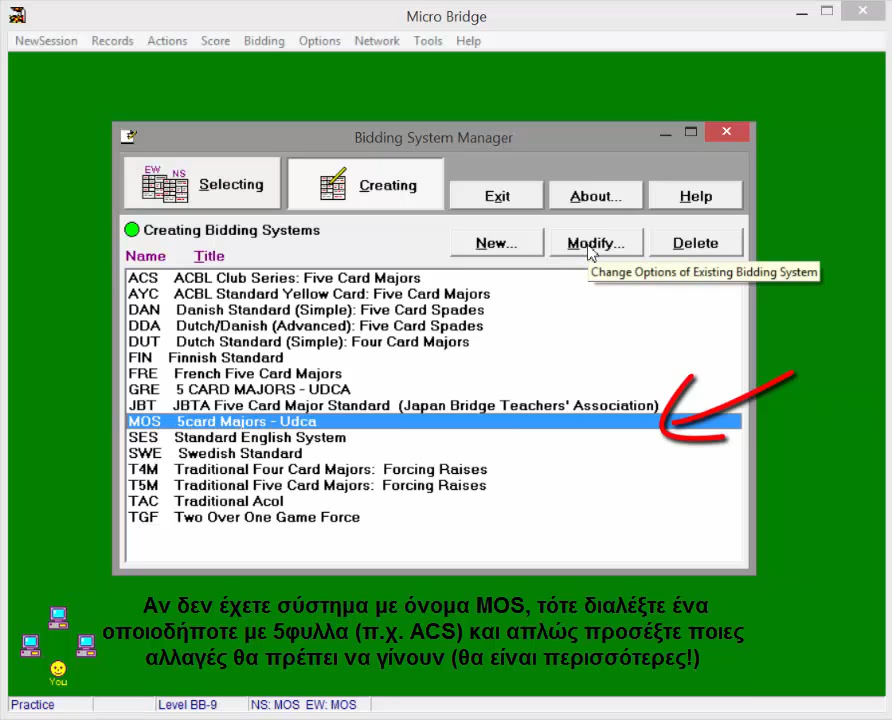 Micro Bridge
NewSession Records Actions Score Bidding Options Network Tools Help
Bidding System Manager
EW NS
Selecting
Creating
Exit
About...
Help
Creating Bidding Systems
New...
Modify...
Delete
Name Title
Change Options of Existing Bidding System
ACS ACBL Club Series: Five Card Majors
AYC ACBL Standard Yellow Card: Five Card Majors
DAN Danish Standard (Simple): Five Card Spades
DDA Dutch/Danish (Advanced): Five Card Spades
DUT Dutch Standard (Simple): Four Card Majors
FIN Finnish Standard
FRE French Five Card Majors
GRE 5 CARD MAJORS - UDCA
JBT JBTA Five Card Major Standard (Japan Bridge Teachers' Association)
MOS 5card Majors - Udca
SES Standard English System
SWE Swedish Standard
T4M Traditional Four Card Majors: Forcing Raises
T5M Traditional Five Card Majors: Forcing Raises
TAC Traditional Acol
TGF Two Over One Game Force
Αν δεν έχετε σύστημα με όνομα MOS, τότε διαλέξτε ένα
οποιοδήποτε με 5φυλλα (π.χ. ACS) και απλώς προσέξτε ποιες
αλλαγές θα πρέπει να γίνουν (θα είναι περισσότερες!)
You
Practice
Level BB-9
NS: MOS EW: MOS